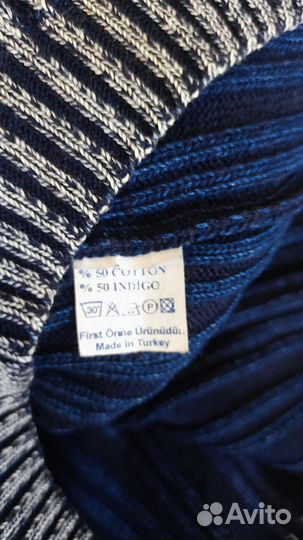 % 50 COTTON
% 50 INDIGO
30 P
First Örme Ürünüdür.
Made in Turkey
Avito